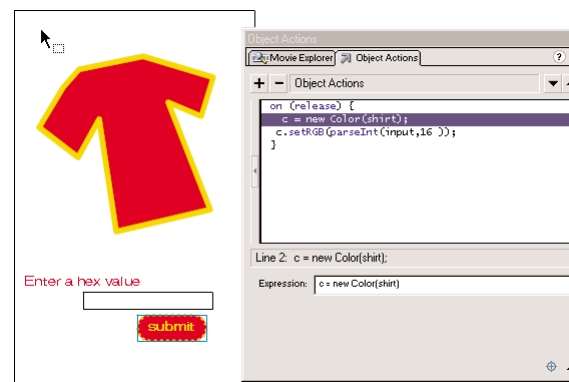 Object Actions
Movie Explorer
Object Actions
?
+ − Object Actions
on (release) {
c = new Color(shirt);
c.setRGB(parseInt(input,16 ));
}
Line 2: c = new Color(shirt);
Expression: c = new Color(shirt)
Enter a hex value
submit